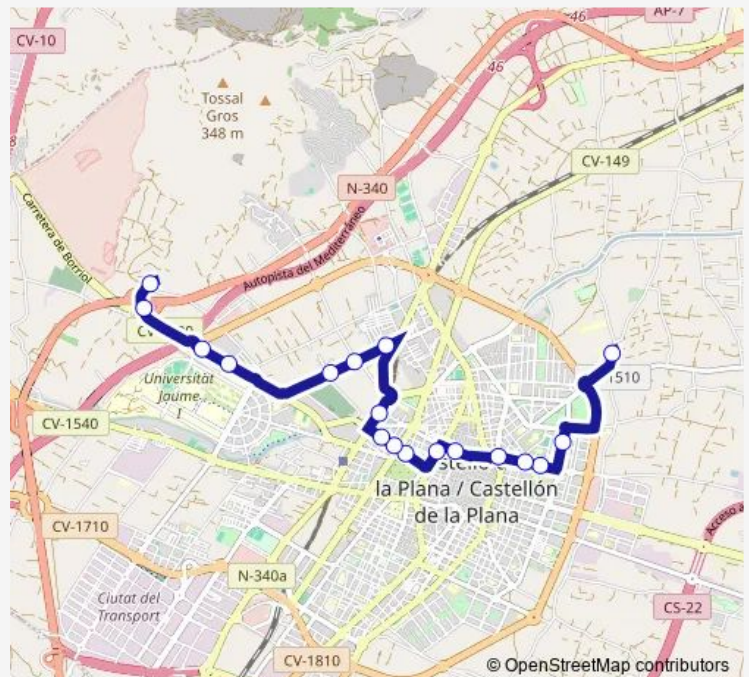 AP-7
46
CV-10
Tossal
Gros
348 m
46
CV-149
N-340
Carretera de Borriol
Autopista del Mediterráneo
Universitat
Jaume
I
1510
CV-1540
la Plana / Castellón
de la Plana
CV-1710
Acceso a
N-340a
Ciutat del
Transport
CS-22
CV-1810
© OpenStreetMap contributors